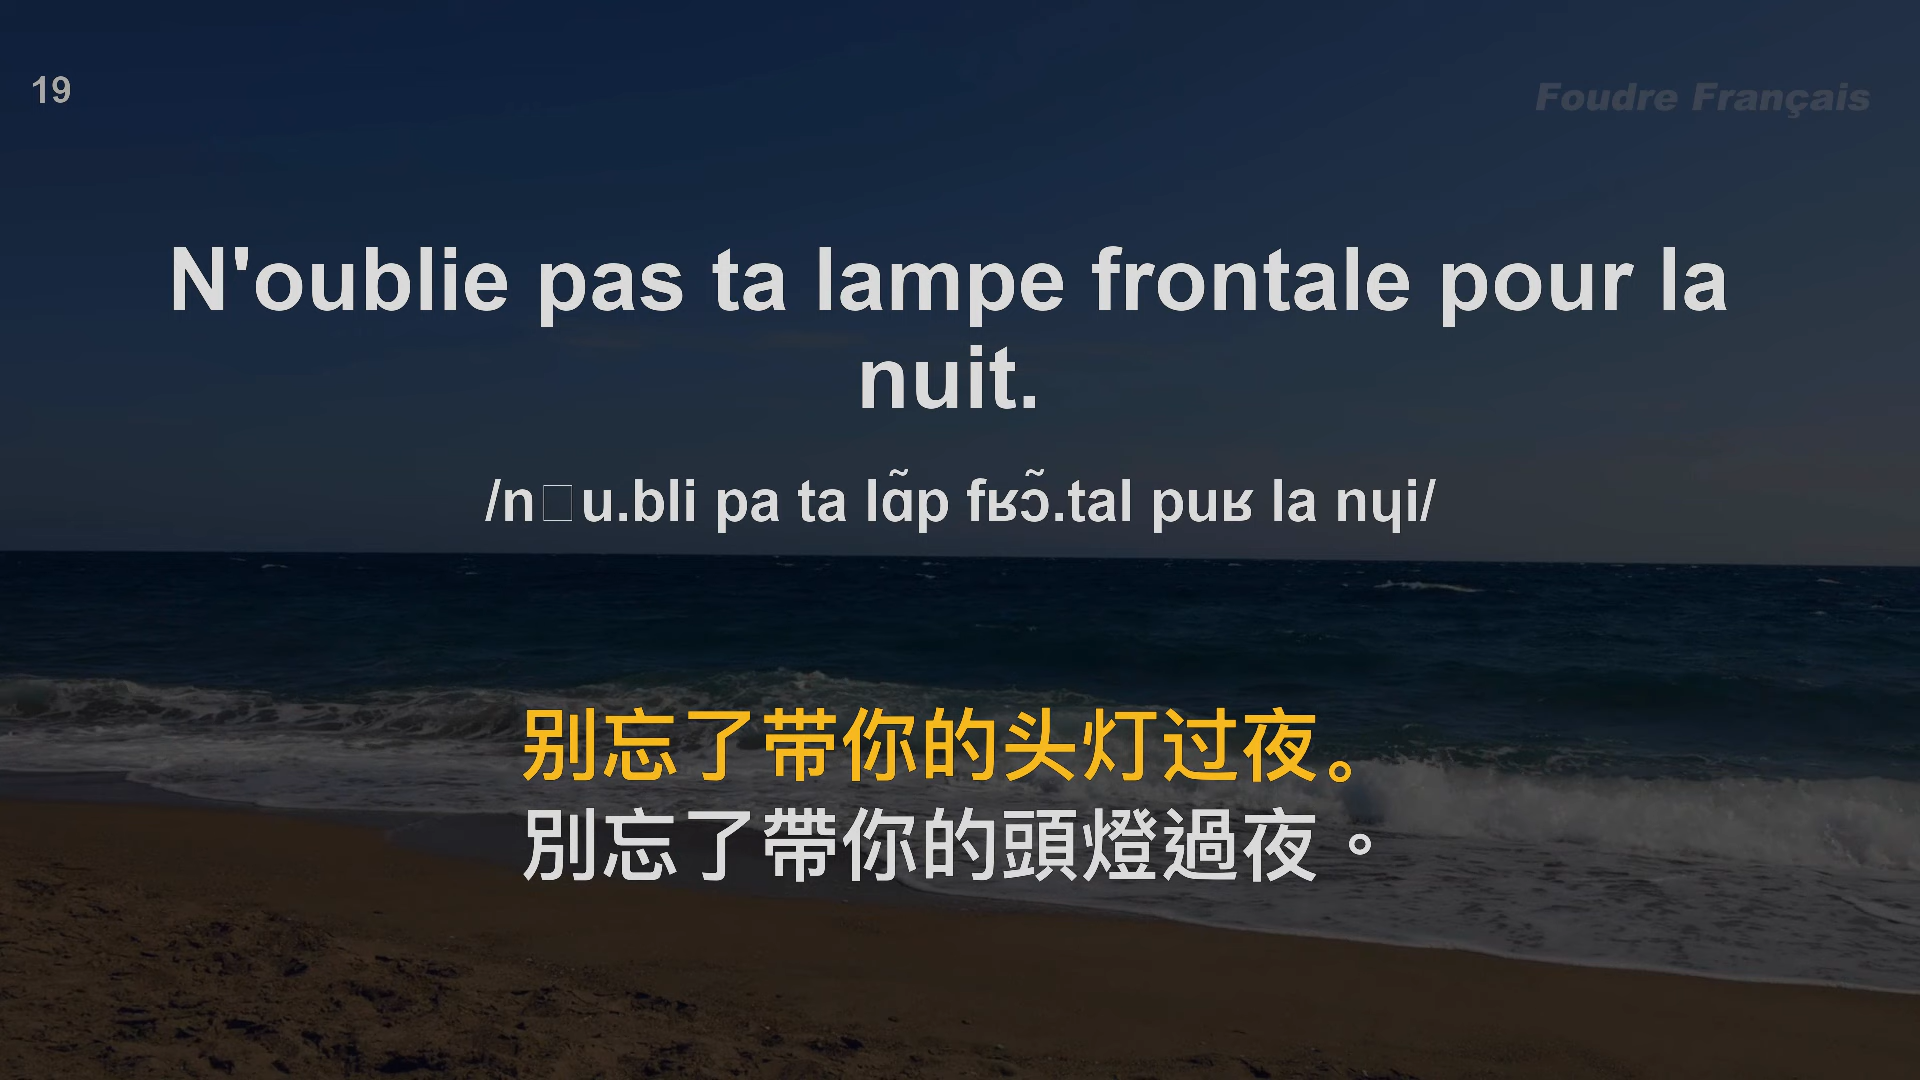 19
Foudre Français
N'oublie pas ta lampe frontale pour la
nuit.
/n□u.bli pa ta lɑ̃p fʁɔ̃.tal puʁ la nɥi/
别忘了带你的头灯过夜。
別忘了帶你的頭燈過夜。